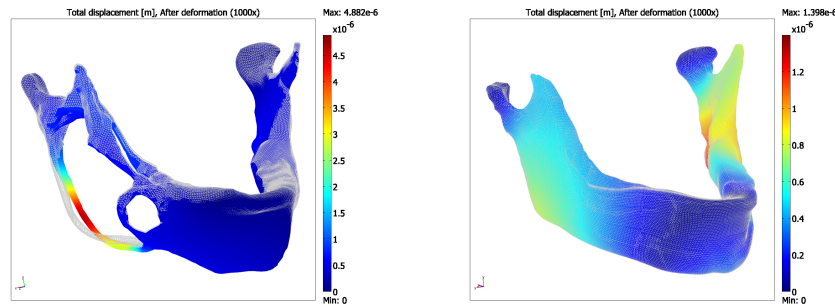 Total displacement [m], After deformation (1000x)
Max: 4.882e-6
x10⁻⁶
4.5
4
3.5
3
2.5
2
1.5
1
0.5
0
Min: 0
Total displacement [m], After deformation (1000x)
Max: 1.398e-6
x10⁻⁶
1.2
1
0.8
0.6
0.4
0.2
0
Min: 0